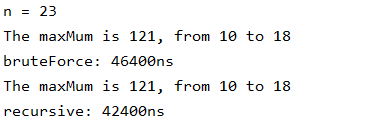 n = 23
The maxMum is 121, from 10 to 18
bruteForce: 46400ns
The maxMum is 121, from 10 to 18
recursive: 42400ns